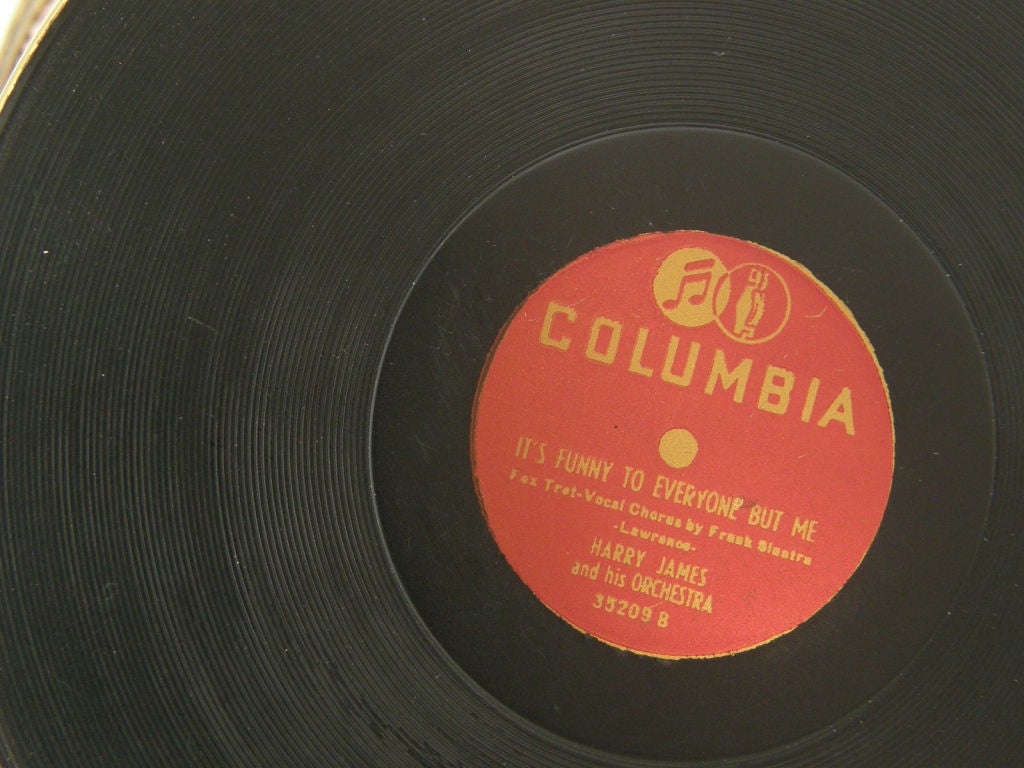 COLUMBIA
IT'S FUNNY TO EVERYONE BUT ME
Fox Trot-Vocal Chorus by Frank Sinatra
-Lawrence-
HARRY JAMES
and his ORCHESTRA
35209 B